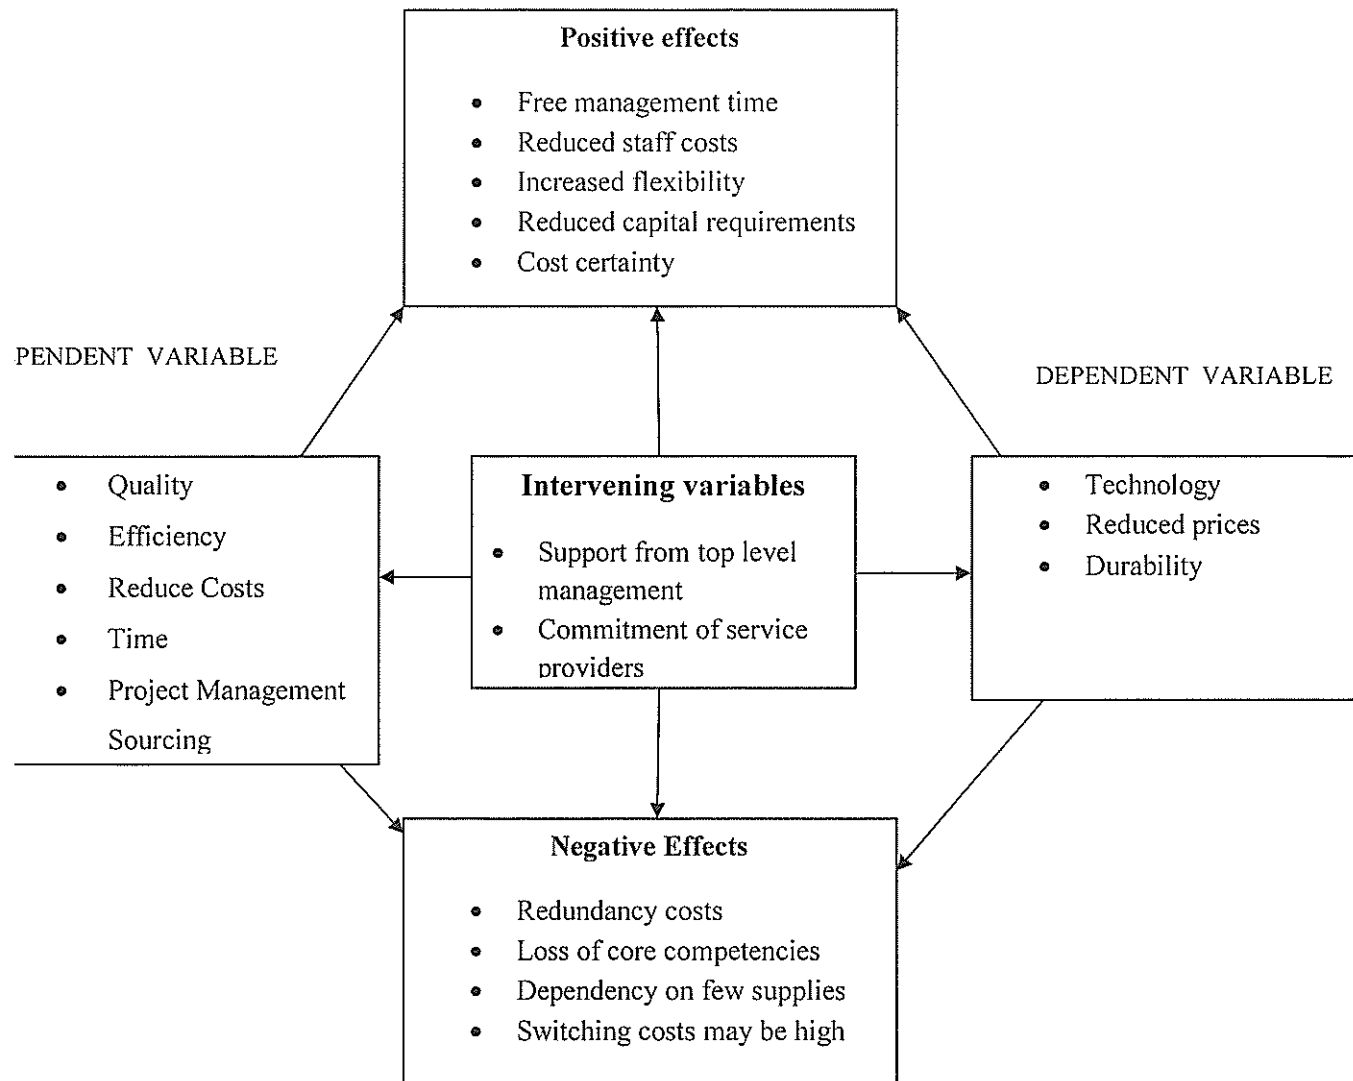 Positive effects
• Free management time
• Reduced staff costs
• Increased flexibility
• Reduced capital requirements
• Cost certainty
PENDENT VARIABLE
DEPENDENT VARIABLE
• Quality
• Efficiency
• Reduce Costs
• Time
• Project Management
Sourcing
Intervening variables
• Support from top level
management
• Commitment of service
providers
• Technology
• Reduced prices
• Durability
Negative Effects
• Redundancy costs
• Loss of core competencies
• Dependency on few supplies
• Switching costs may be high